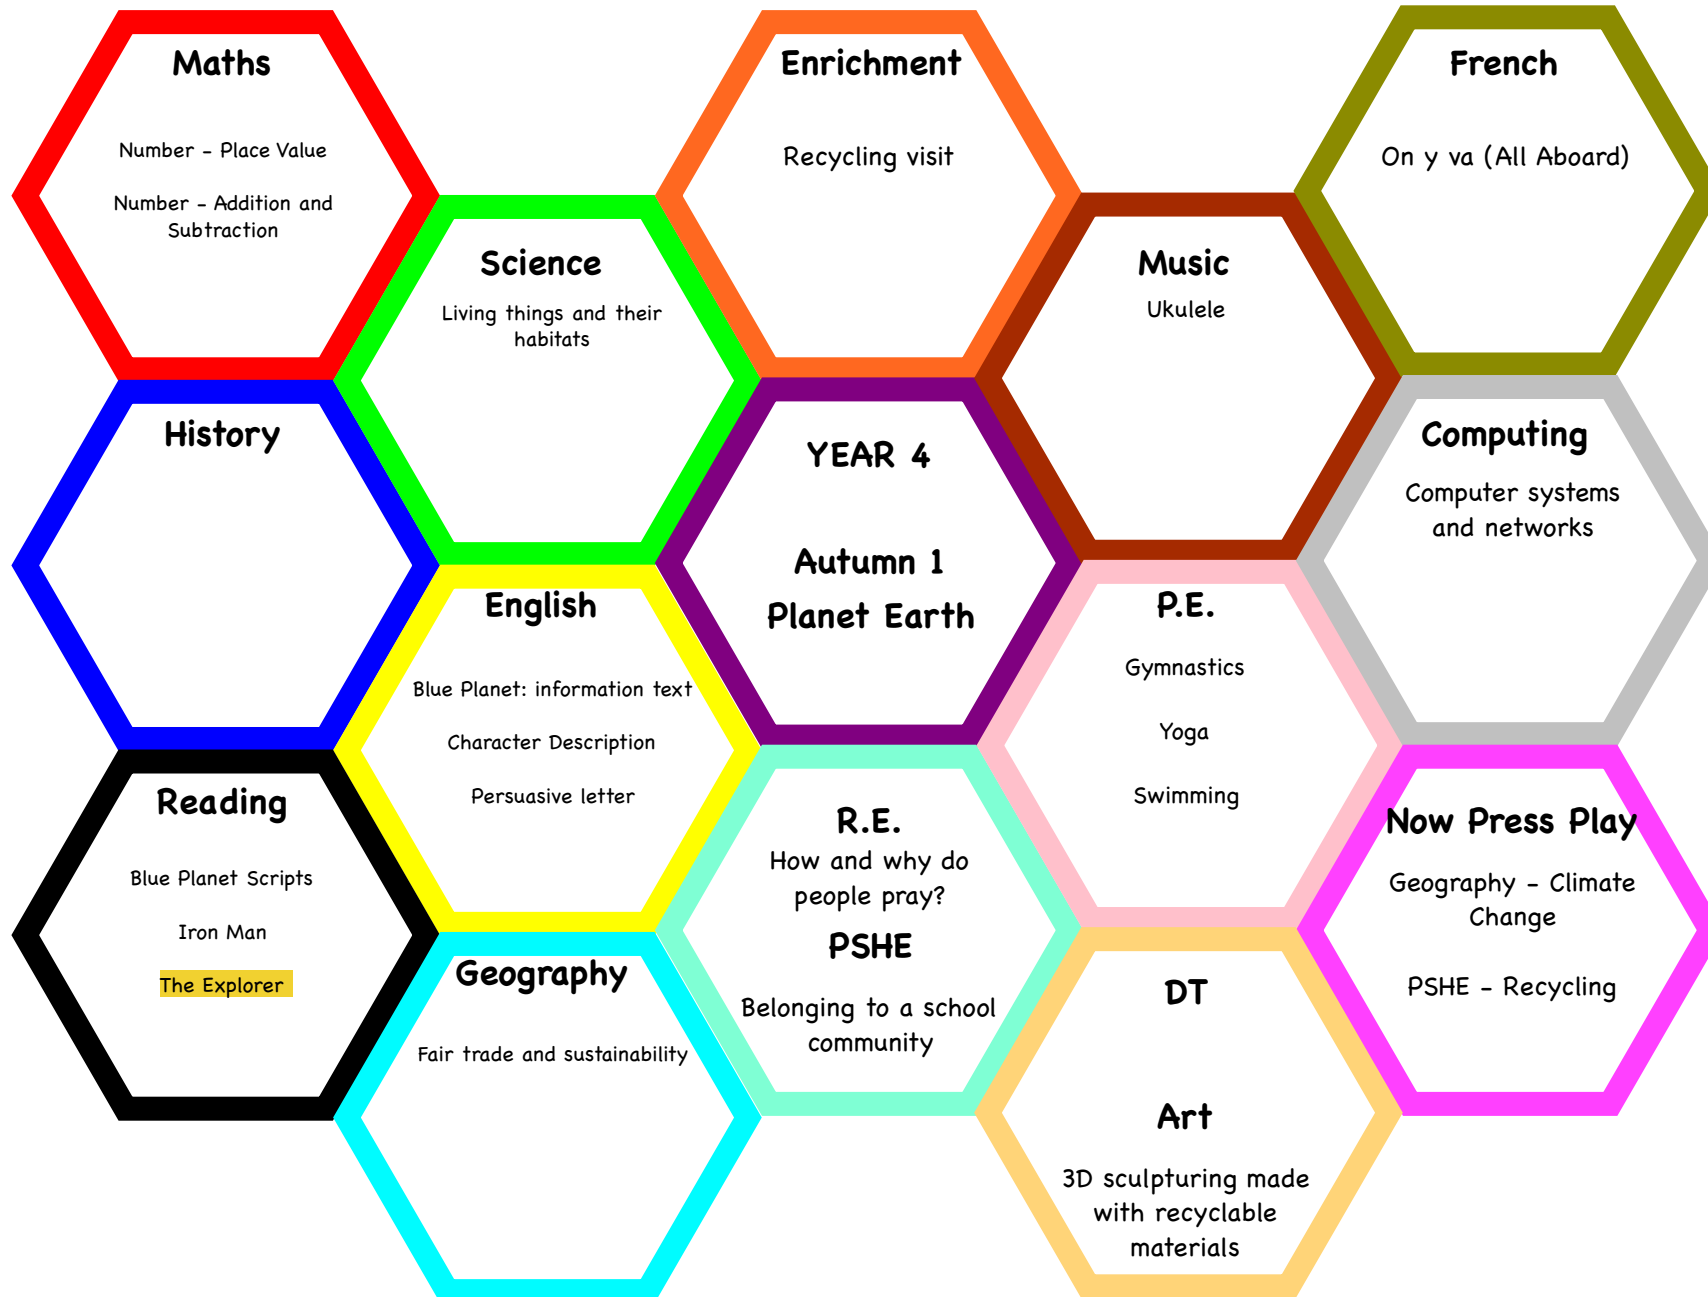 Maths
Number – Place Value
Number – Addition and
Subtraction
Enrichment
Recycling visit
French
On y va (All Aboard)
Science
Living things and their
habitats
Music
Ukulele
History
YEAR 4
Autumn 1
Planet Earth
Computing
Computer systems
and networks
English
Blue Planet: information text
Character Description
Persuasive letter
P.E.
Gymnastics
Yoga
Swimming
Reading
Blue Planet Scripts
Iron Man
The Explorer
R.E.
How and why do
people pray?
PSHE
Belonging to a school
community
Now Press Play
Geography – Climate
Change
PSHE – Recycling
Geography
Fair trade and sustainability
DT
Art
3D sculpturing made
with recyclable
materials